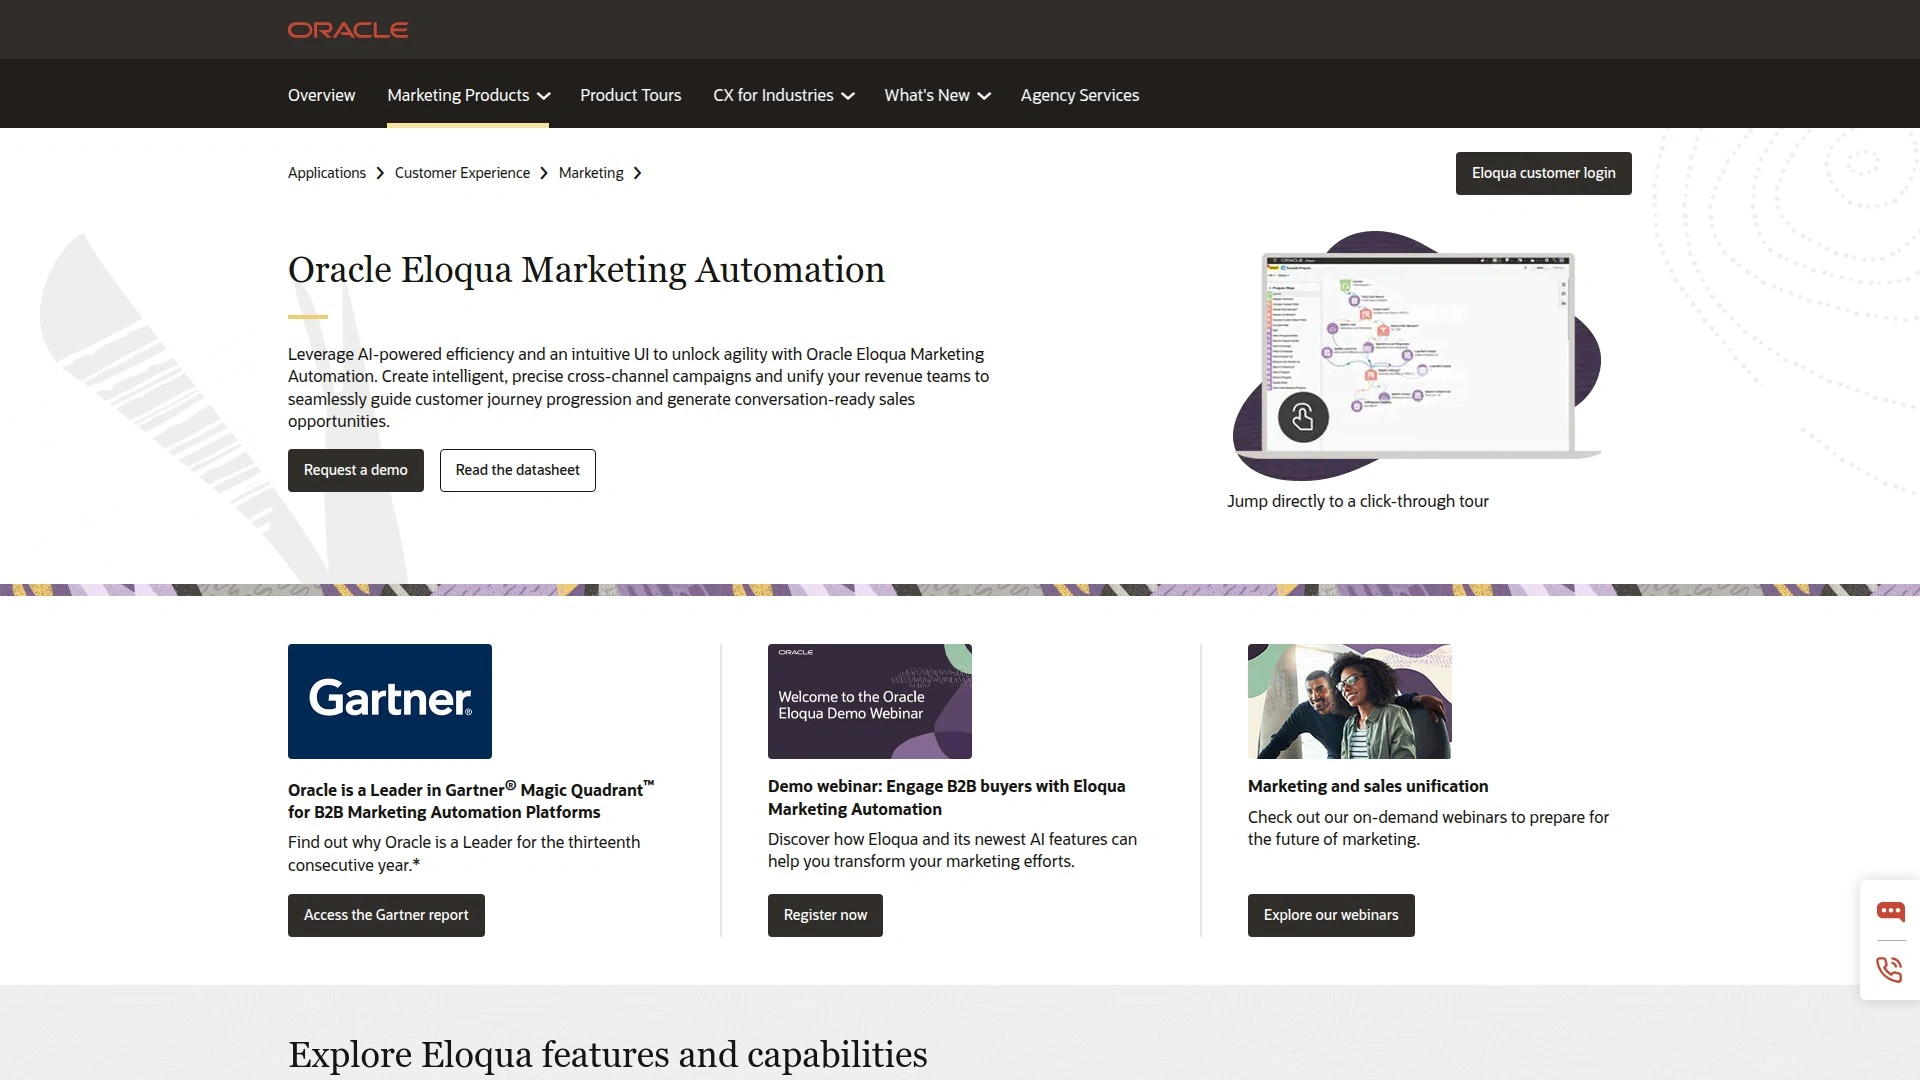 ORACLE
Overview
Marketing Products
Product Tours
CX for Industries
What's New
Agency Services
Applications
Customer Experience
Marketing
Eloqua customer login
Oracle Eloqua Marketing Automation
Leverage AI-powered efficiency and an intuitive UI to unlock agility with Oracle Eloqua Marketing
Automation. Create intelligent, precise cross-channel campaigns and unify your revenue teams to
seamlessly guide customer journey progression and generate conversation-ready sales
opportunities.
Request a demo
Read the datasheet
ORACLE
Jump directly to a click-through tour
Gartner®
Oracle is a Leader in Gartner® Magic Quadrant™
for B2B Marketing Automation Platforms
Find out why Oracle is a Leader for the thirteenth
consecutive year.*
Access the Gartner report
ORACLE
Welcome to the Oracle
Eloqua Demo Webinar
Demo webinar: Engage B2B buyers with Eloqua
Marketing Automation
Discover how Eloqua and its newest AI features can
help you transform your marketing efforts.
Register now
Marketing and sales unification
Check out our on-demand webinars to prepare for
the future of marketing.
Explore our webinars
Explore Eloqua features and capabilities